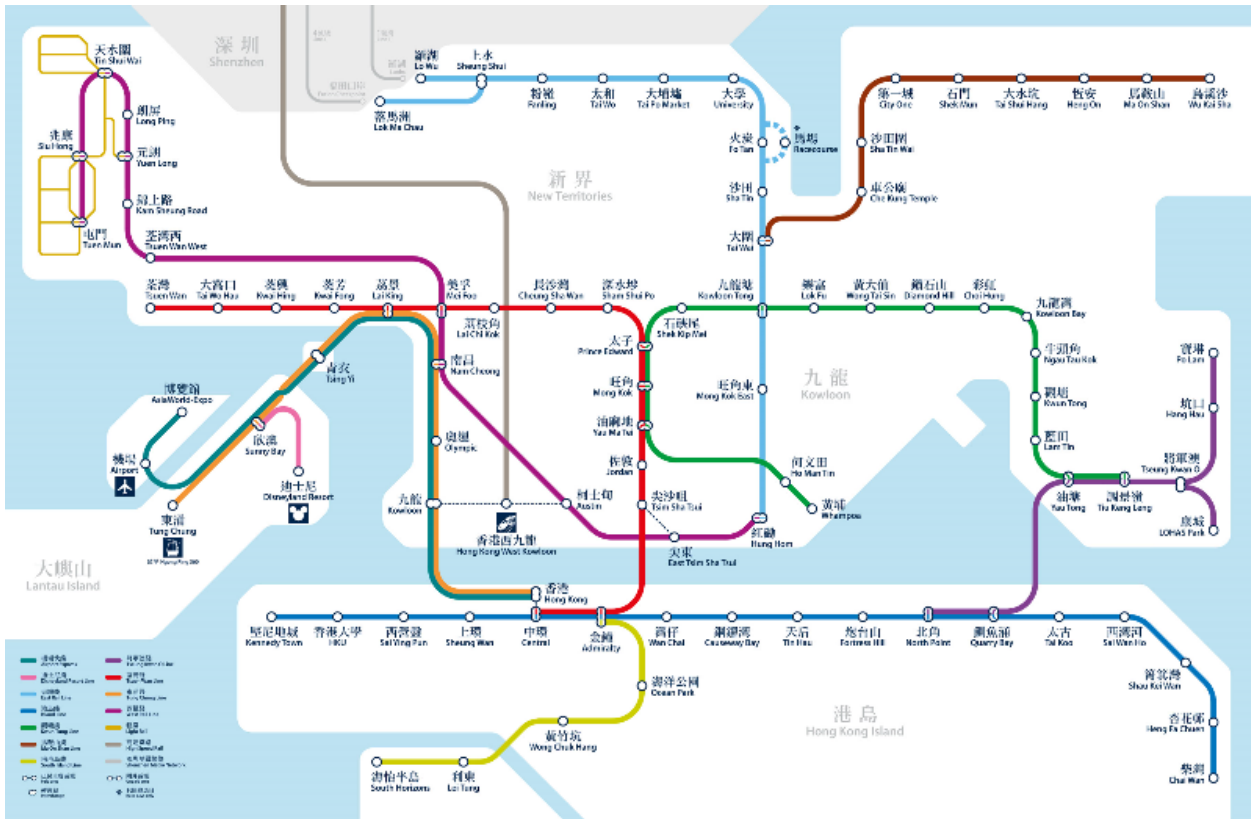 深圳
Shenzhen
天水圍
Tin Shui Wai
朗屏
Long Ping
兆康
Siu Hong
元朗
Yuen Long
錦上路
Kam Sheung Road
屯門
Tuen Mun
荃灣西
Tsuen Wan West
羅湖
Lo Wu
上水
Sheung Shui
落馬洲
Lok Ma Chau
粉嶺
Fanling
太和
Tai Wo
大埔墟
Tai Po Market
大學
University
火炭
Fo Tan
馬場
Racecourse
沙田
Sha Tin
大圍
Tai Wai
第一城
City One
石門
Shek Mun
大水坑
Tai Shui Hang
恆安
Heng On
馬鞍山
Ma On Shan
烏溪沙
Wu Kai Sha
沙田圍
Sha Tin Wai
車公廟
Che Kung Temple
新界
New Territories
荃灣
Tsuen Wan
大窩口
Tai Wo Hau
葵興
Kwai Hing
葵芳
Kwai Fong
荔景
Lai King
美孚
Mei Foo
荔枝角
Lai Chi Kok
長沙灣
Cheung Sha Wan
深水埗
Sham Shui Po
石硤尾
Shek Kip Mei
九龍塘
Kowloon Tong
樂富
Lok Fu
黃大仙
Wong Tai Sin
鑽石山
Diamond Hill
彩虹
Choi Hung
九龍灣
Kowloon Bay
牛頭角
Ngau Tau Kok
觀塘
Kwun Tong
藍田
Lam Tin
油塘
Yau Tong
調景嶺
Tiu Keng Leng
寶琳
Po Lam
坑口
Hang Hau
將軍澳
Tseung Kwan O
康城
LOHAS Park
太子
Prince Edward
旺角
Mong Kok
油麻地
Yau Ma Tei
佐敦
Jordan
尖沙咀
Tsim Sha Tsui
旺角東
Mong Kok East
九龍
Kowloon
何文田
Ho Man Tin
黃埔
Whampoa
紅磡
Hung Hom
尖東
East Tsim Sha Tsui
柯士甸
Austin
香港西九龍
Hong Kong West Kowloon
南昌
Nam Cheong
奧運
Olympic
九龍
Kowloon
青衣
Tsing Yi
博覽館
AsiaWorld-Expo
機場
Airport
欣澳
Sunny Bay
迪士尼
Disneyland Resort
東涌
Tung Chung
大嶼山
Lantau Island
香港
Hong Kong
堅尼地城
Kennedy Town
香港大學
HKU
西營盤
Sai Ying Pun
上環
Sheung Wan
中環
Central
金鐘
Admiralty
灣仔
Wan Chai
銅鑼灣
Causeway Bay
天后
Tin Hau
炮台山
Fortress Hill
北角
North Point
鰂魚涌
Quarry Bay
太古
Tai Koo
西灣河
Sai Wan Ho
筲箕灣
Shau Kei Wan
杏花邨
Heng Fa Chuen
柴灣
Chai Wan
海洋公園
Ocean Park
黃竹坑
Wong Chuk Hang
利東
Lei Tung
海怡半島
South Horizons
港島
Hong Kong Island